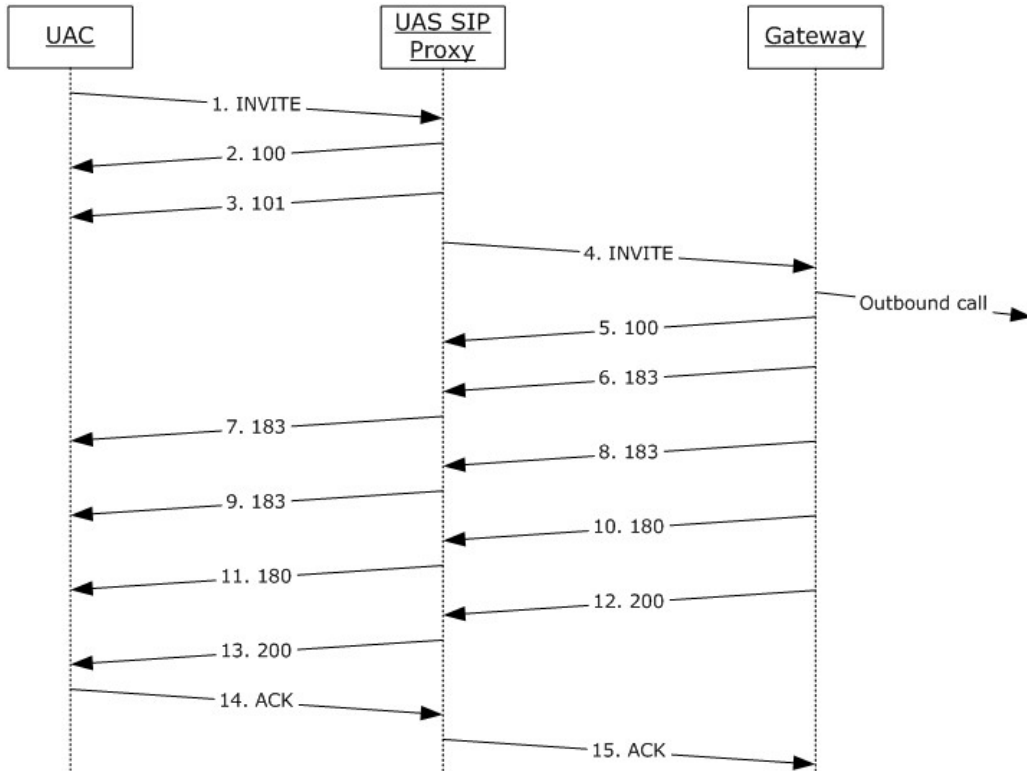 UAC
UAS SIP
Proxy
Gateway
1. INVITE
2. 100
3. 101
4. INVITE
Outbound call
5. 100
6. 183
7. 183
8. 183
9. 183
10. 180
11. 180
12. 200
13. 200
14. ACK
15. ACK